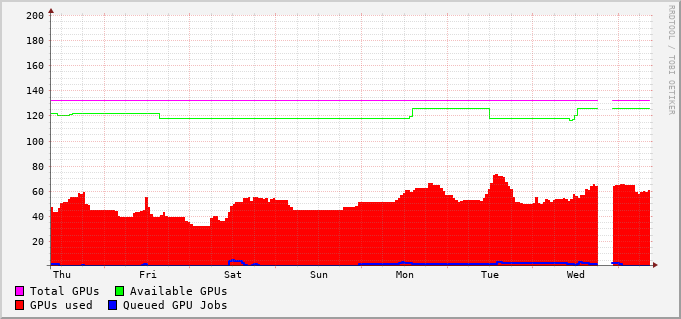 200
180
160
140
120
100
80
60
40
20
Thu Fri Sat Sun Mon Tue Wed
Total GPUs Available GPUs
GPUs used Queued GPU Jobs
RRDTOOL / TOBI OETIKER